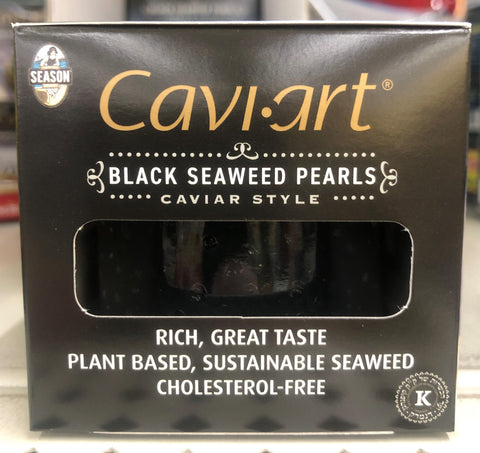 SEASON
Cavi·art®
BLACK SEAWEED PEARLS
CAVIAR STYLE
RICH, GREAT TASTE
PLANT BASED, SUSTAINABLE SEAWEED
CHOLESTEROL-FREE
K